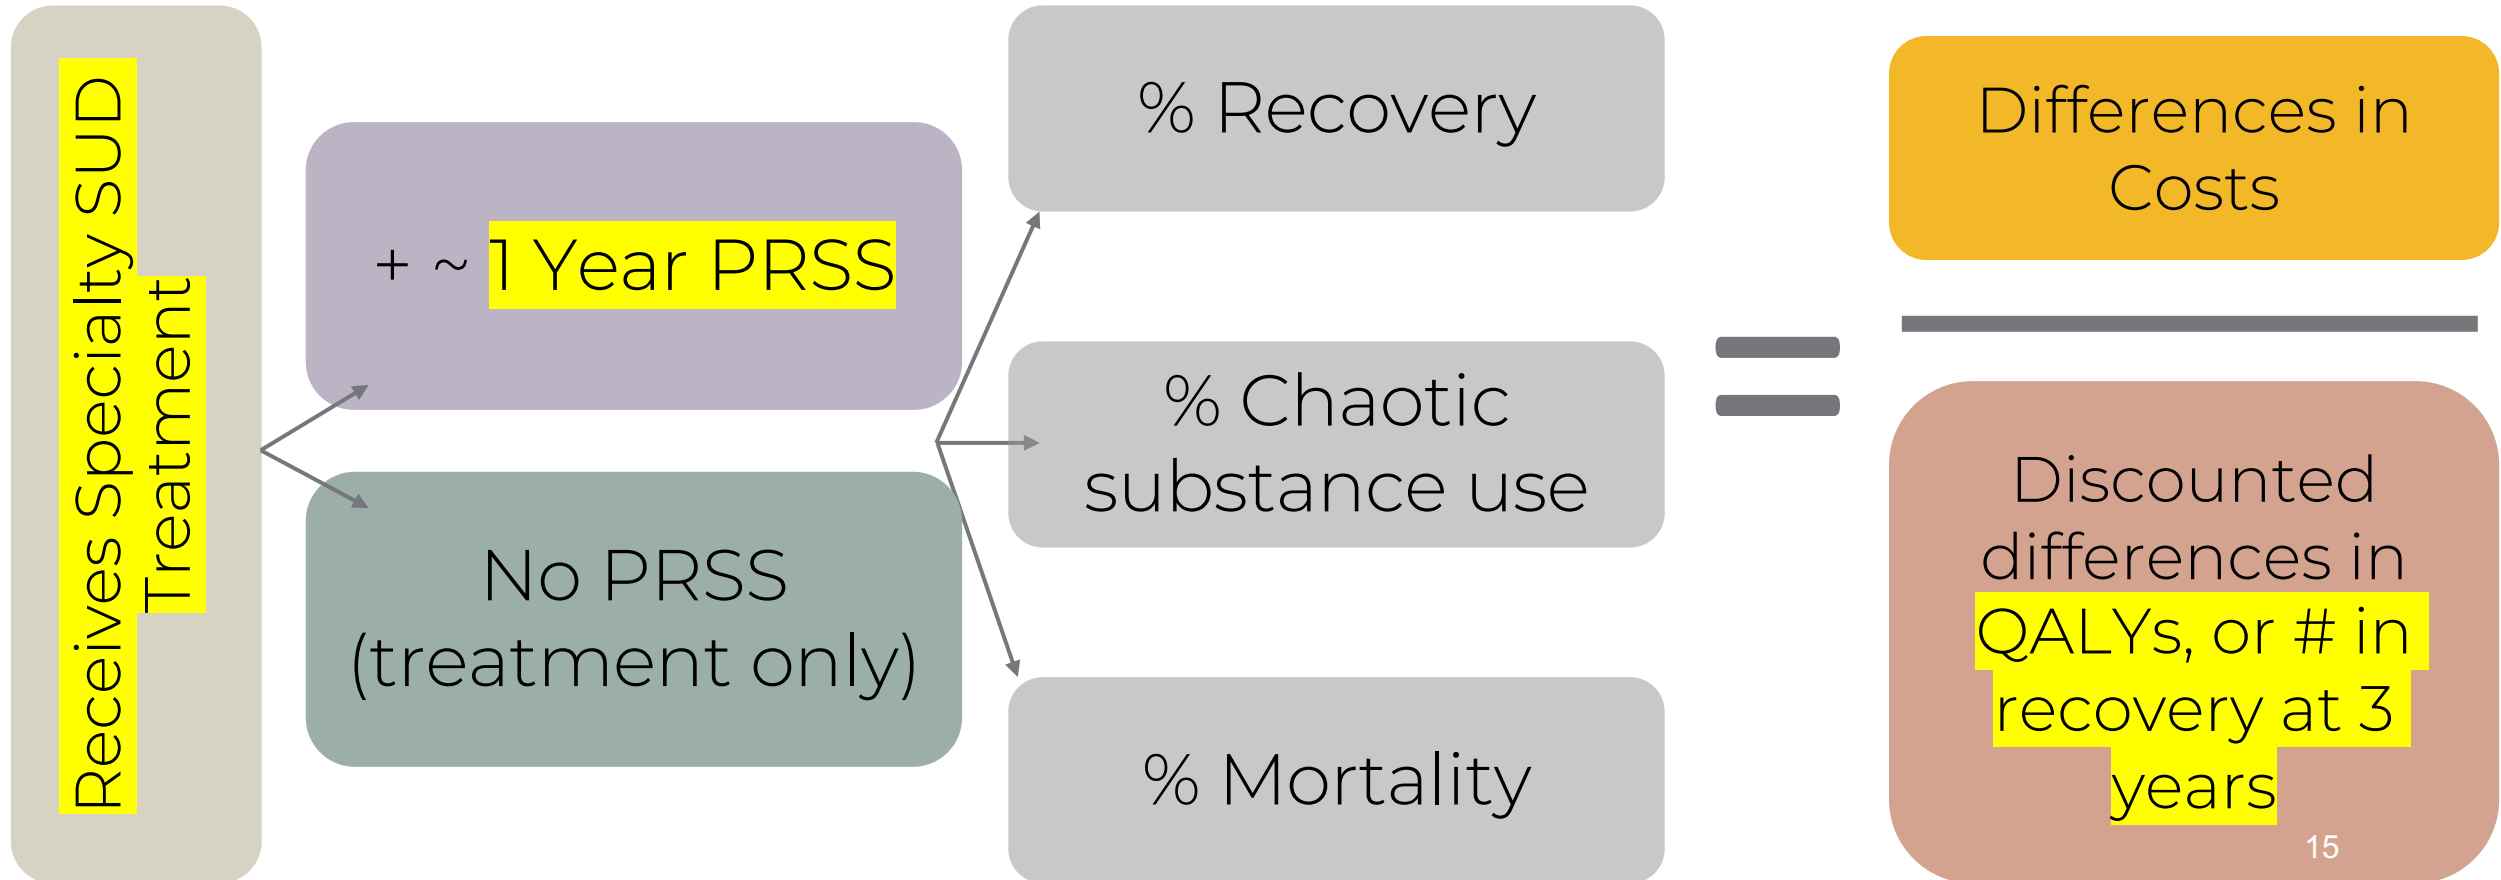 Receives Specialty SUD
Treatment
+ ~ 1 Year PRSS
No PRSS
(treatment only)
% Recovery
% Chaotic
substance use
% Mortality
=
Differences in
Costs
Discounted
differences in
QALYs, or # in
recovery at 3
years
15